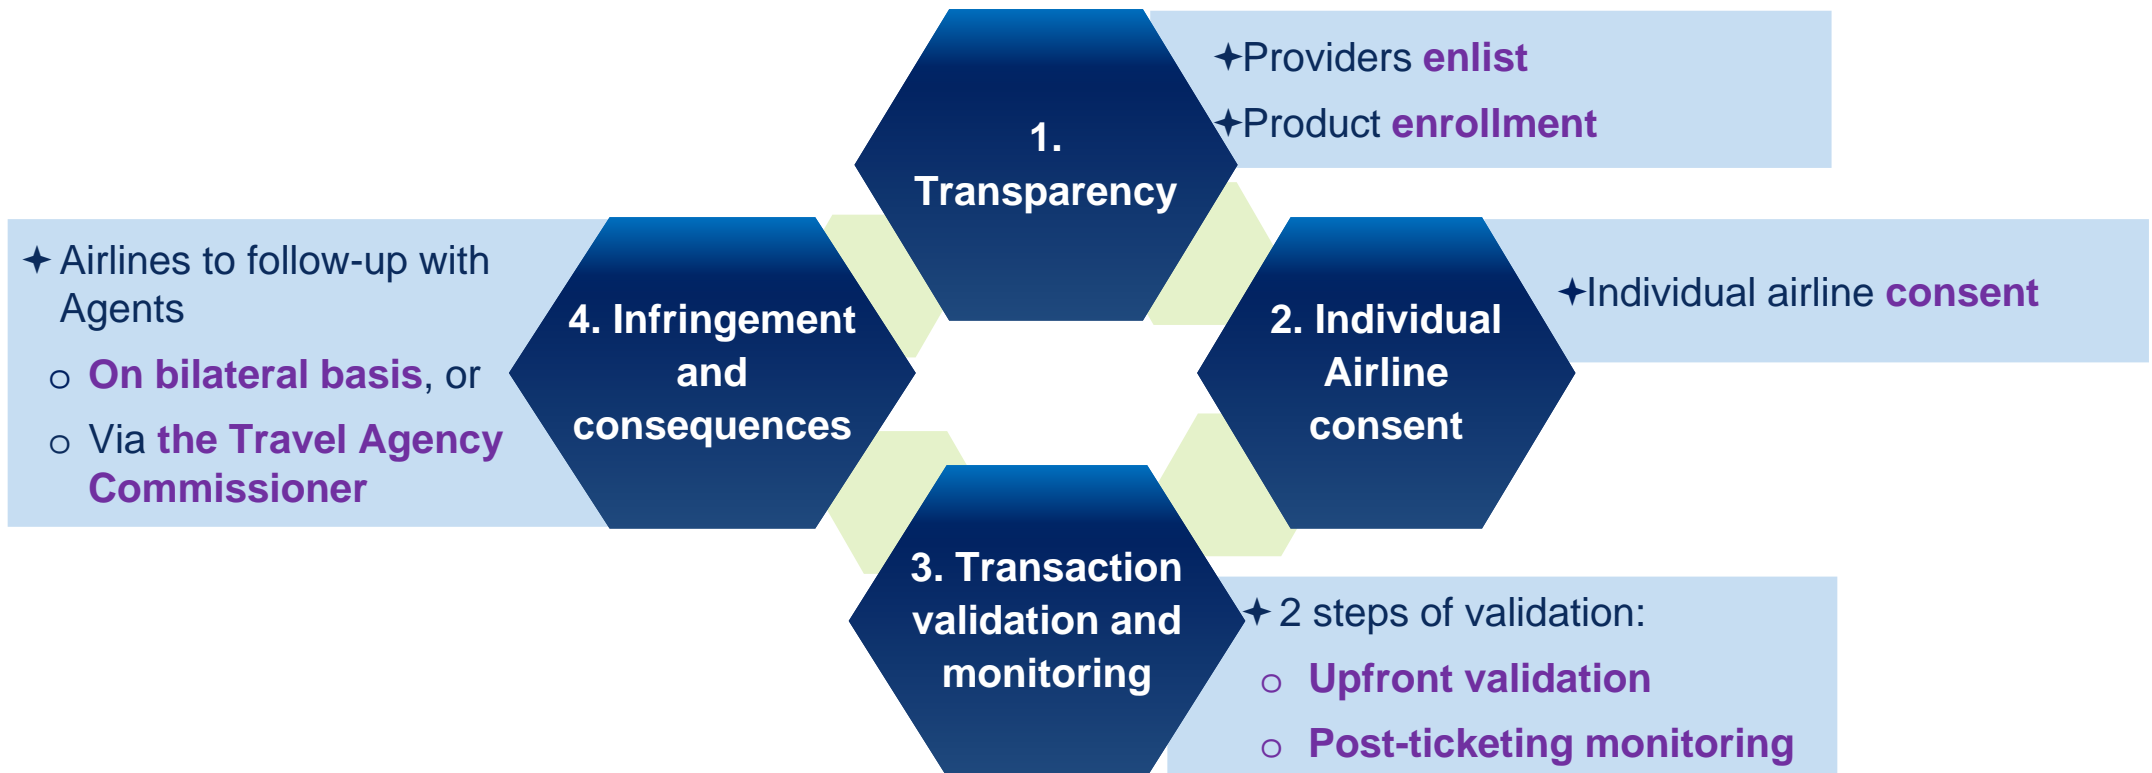 1.
Transparency
Providers enlist
Product enrollment
2. Individual
Airline
consent
Individual airline consent
3. Transaction
validation and
monitoring
2 steps of validation:
o Upfront validation
o Post-ticketing monitoring
4. Infringement
and
consequences
Airlines to follow-up with
Agents
o On bilateral basis, or
o Via the Travel Agency
Commissioner